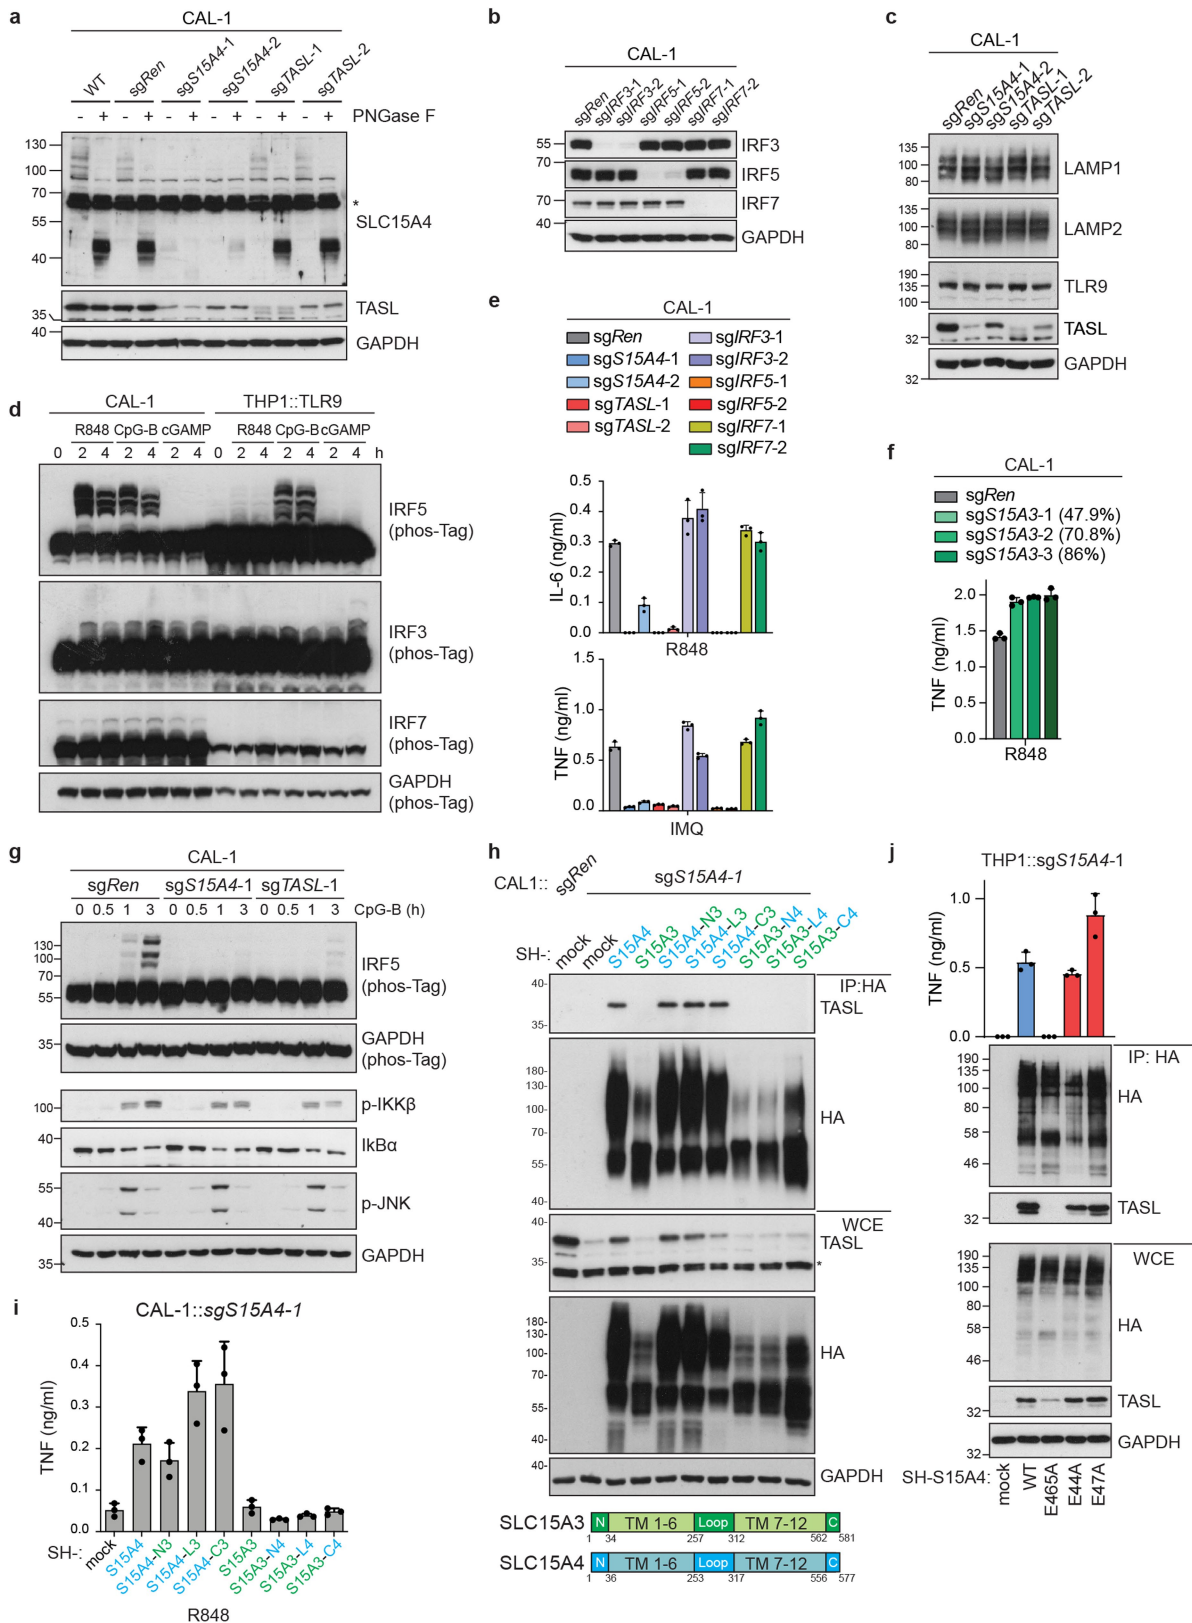 a
CAL-1
WT sgRen sgS15A4-1 sgS15A4-2 sgTASL-1 sgTASL-2
- + - + - + - + - + - + PNGase F
130
100
70
55
40
*
SLC15A4
35
TASL
40
GAPDH
b
CAL-1
sgRen sgIRF3-1 sgIRF3-2 sgIRF5-1 sgIRF5-2 sgIRF7-1 sgIRF7-2
55
IRF3
70
IRF5
70
IRF7
40
GAPDH
c
CAL-1
sgRen sgS15A4-1 sgS15A4-2 sgTASL-1 sgTASL-2
135
100
80
LAMP1
135
100
80
LAMP2
190
135
100
TLR9
32
TASL
32
GAPDH
d
CAL-1 THP1::TLR9
R848 CpG-B cGAMP R848 CpG-B cGAMP
0 2 4 2 4 2 4 0 2 4 2 4 2 4 h
IRF5
(phos-Tag)
IRF3
(phos-Tag)
IRF7
(phos-Tag)
GAPDH
(phos-Tag)
e
CAL-1
sgRen sgIRF3-1
sgS15A4-1 sgIRF3-2
sgS15A4-2 sgIRF5-1
sgTASL-1 sgIRF5-2
sgTASL-2 sgIRF7-1
sgIRF7-2
IL-6 (ng/ml)
0.5
0.4
0.3
0.2
0.1
0.0
R848
TNF (ng/ml)
1.5
1.0
0.5
0.0
IMQ
f
CAL-1
sgRen
sgS15A3-1 (47.9%)
sgS15A3-2 (70.8%)
sgS15A3-3 (86%)
TNF (ng/ml)
2.0
1.5
1.0
0.0
R848
g
CAL-1
sgRen sgS15A4-1 sgTASL-1
0 0.5 1 3 0 0.5 1 3 0 0.5 1 3 CpG-B (h)
130
100
70
55
IRF5
(phos-Tag)
35
GAPDH
(phos-Tag)
100
p-IKKβ
40
IkBα
55
40
p-JNK
35
GAPDH
h
CAL1:: sgRen sgS15A4-1
SH-: mock mock S15A4 S15A3 S15A4-N3 S15A4-L3 S15A4-C3 S15A3-N4 S15A3-L4 S15A3-C4
40-
35-
IP:HA
TASL
180-
130-
100-
70-
55-
40-
HA
40-
35-
WCE
TASL
*
180-
130-
100-
70-
55-
40-
HA
40-
GAPDH
SLC15A3 N TM 1-6 Loop TM 7-12 C
1 34 257 312 562 581
SLC15A4 N TM 1-6 Loop TM 7-12 C
1 36 253 317 556 577
i
CAL-1::sgS15A4-1
TNF (ng/ml)
0.5
0.4
0.3
0.2
0.1
0.0
SH-: mock S15A4 S15A4-N3 S15A4-L3 S15A4-C3 S15A3 S15A3-N4 S15A3-L4 S15A3-C4
R848
j
THP1::sgS15A4-1
TNF (ng/ml)
1.0
0.5
0.0
190
135
100
80
58
46
IP: HA
HA
32
TASL
190
135
100
80
58
46
WCE
HA
32
TASL
32
GAPDH
SH-S15A4: mock WT E465A E44A E47A